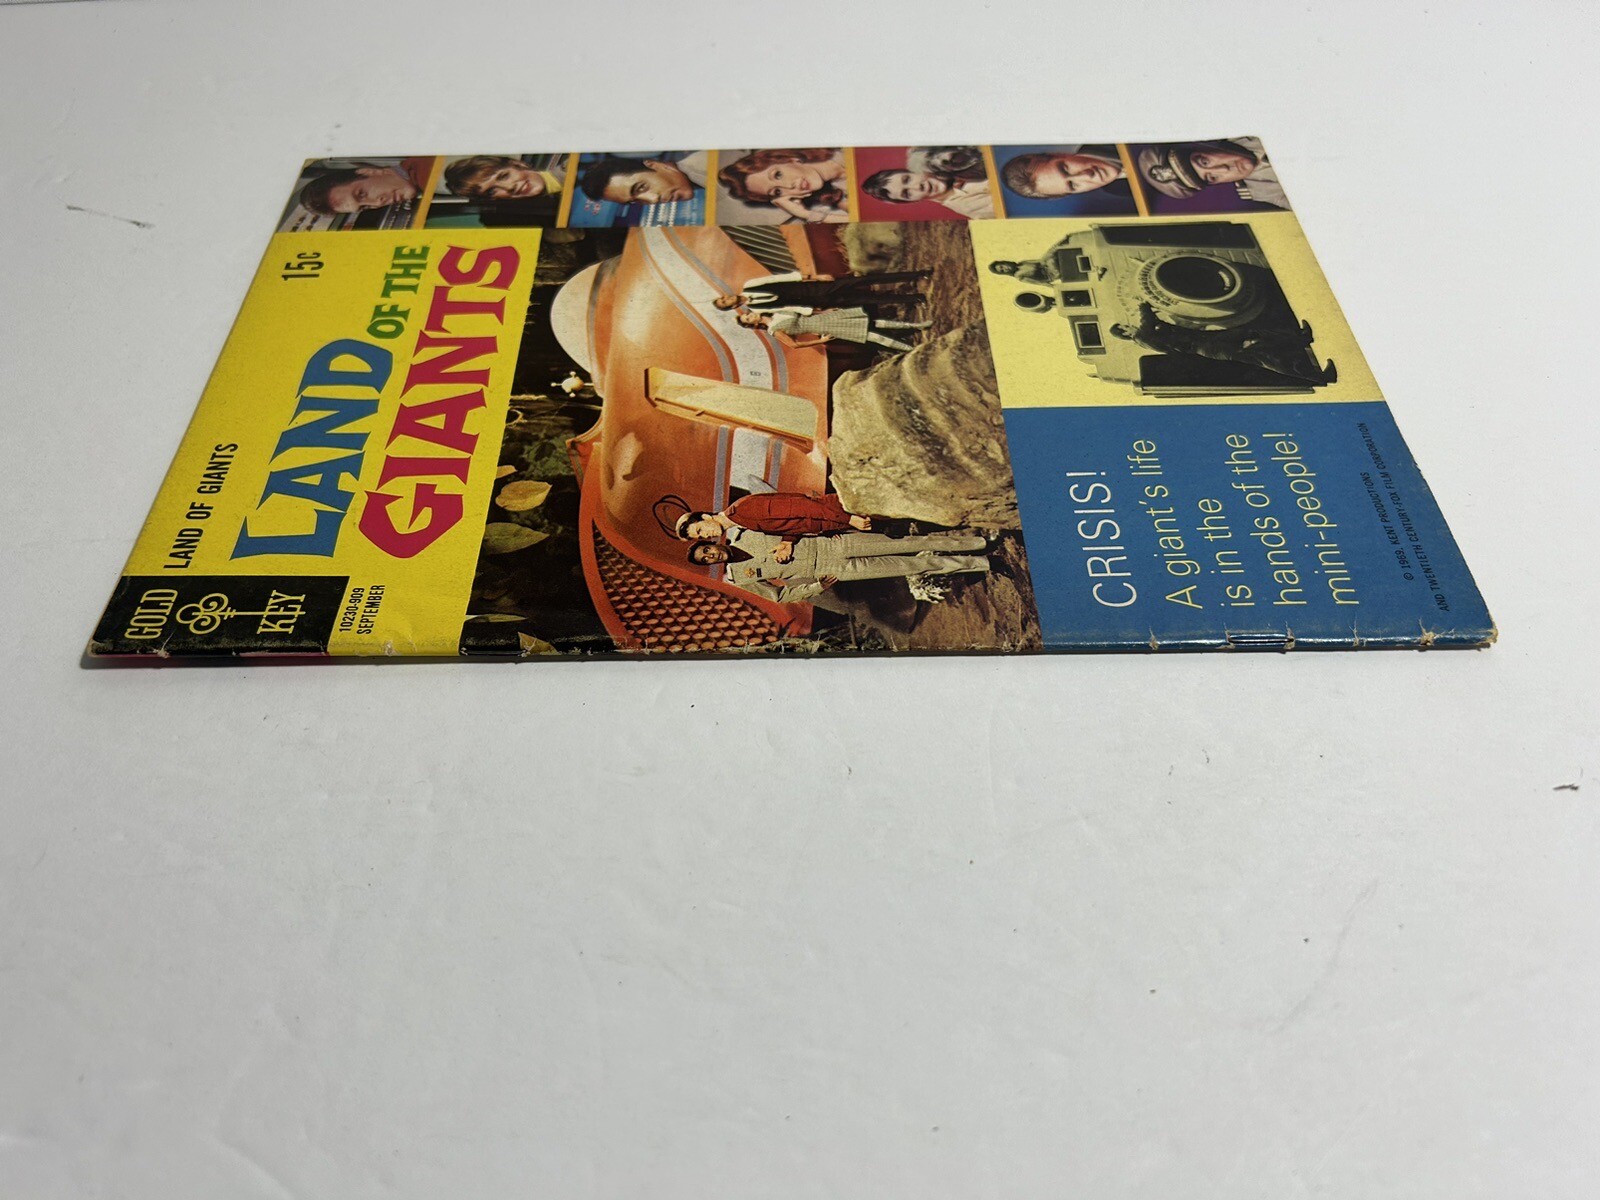 GOLD
KEY
LAND OF GIANTS
15¢
10230-909
SEPTEMBER
LAND
OF THE
GIANTS
CRISIS!
A giant's life
is in the
hands of the
mini-people!
© 1969, KENT PRODUCTIONS
AND TWENTIETH CENTURY-FOX FILM CORPORATION